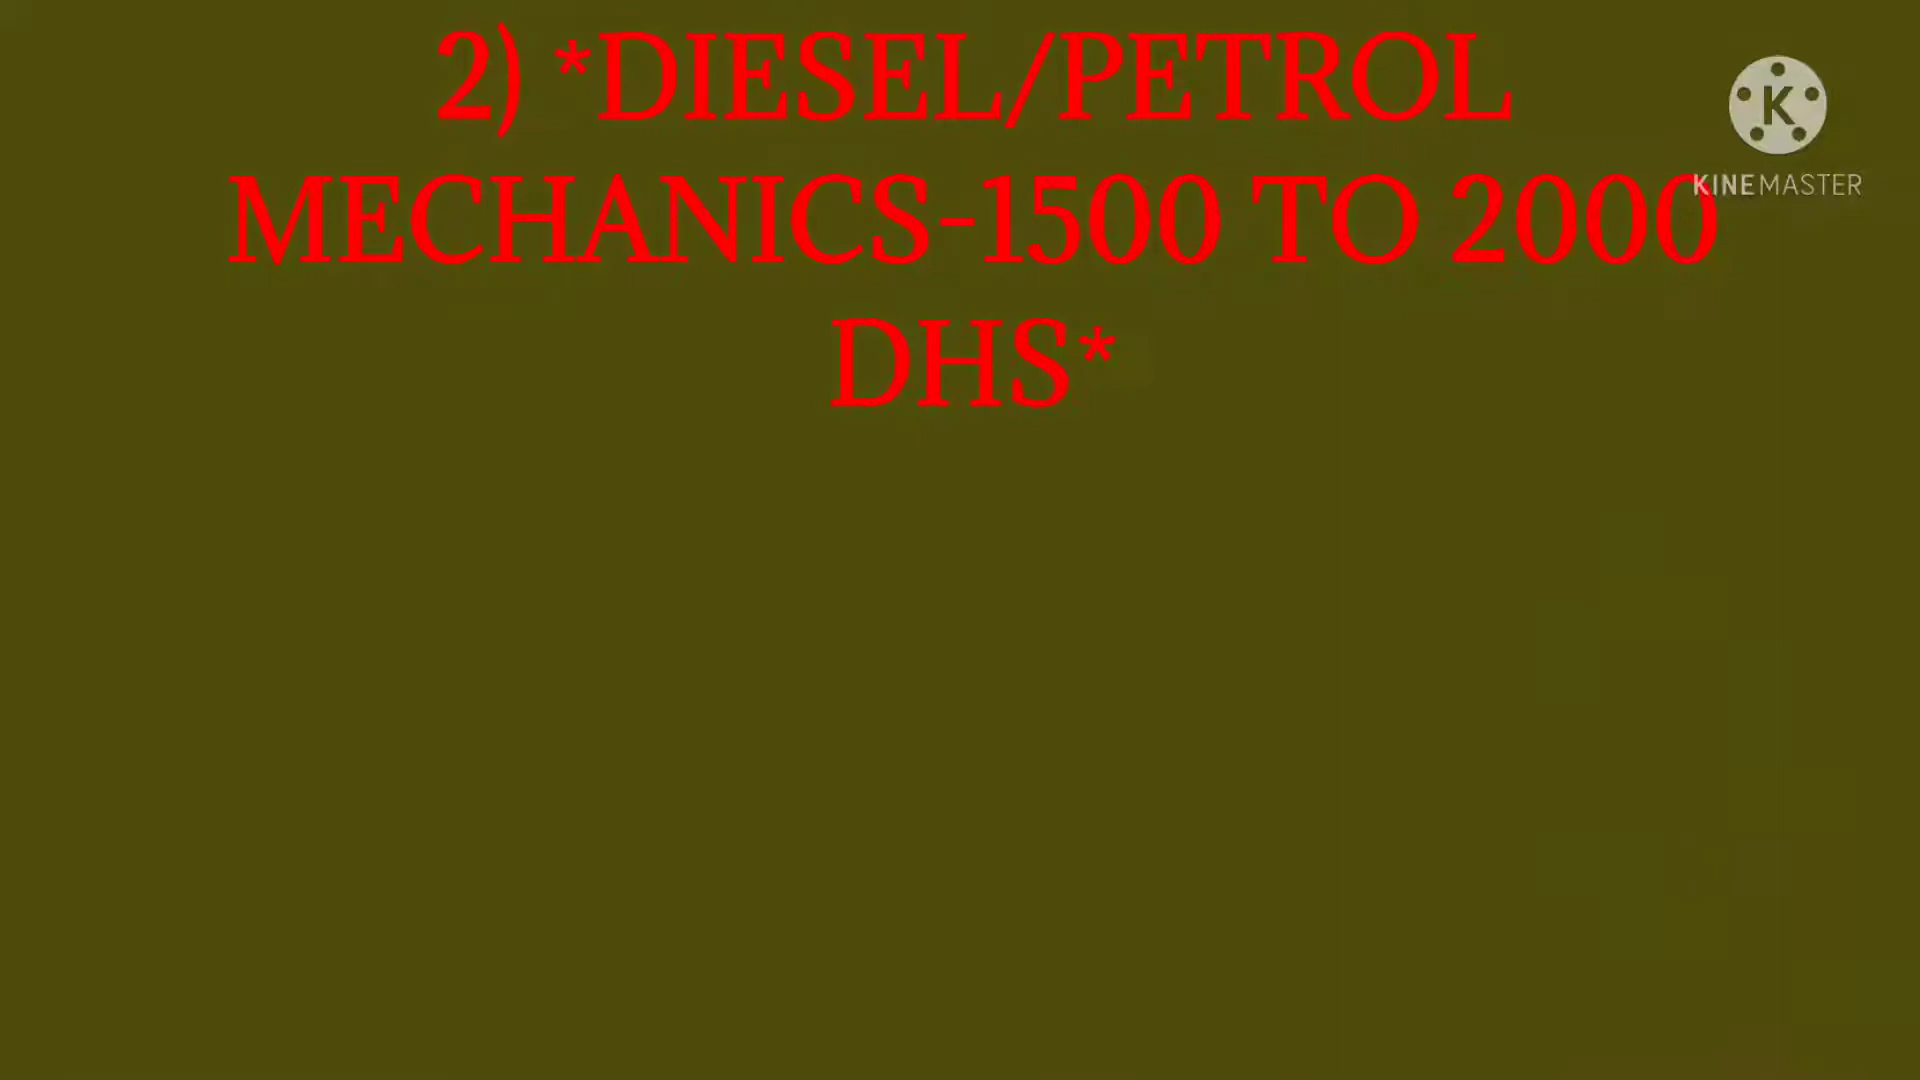 2) *DIESEL/PETROL
MECHANICS-1500 TO 2000
DHS*
K
KINEMASTER